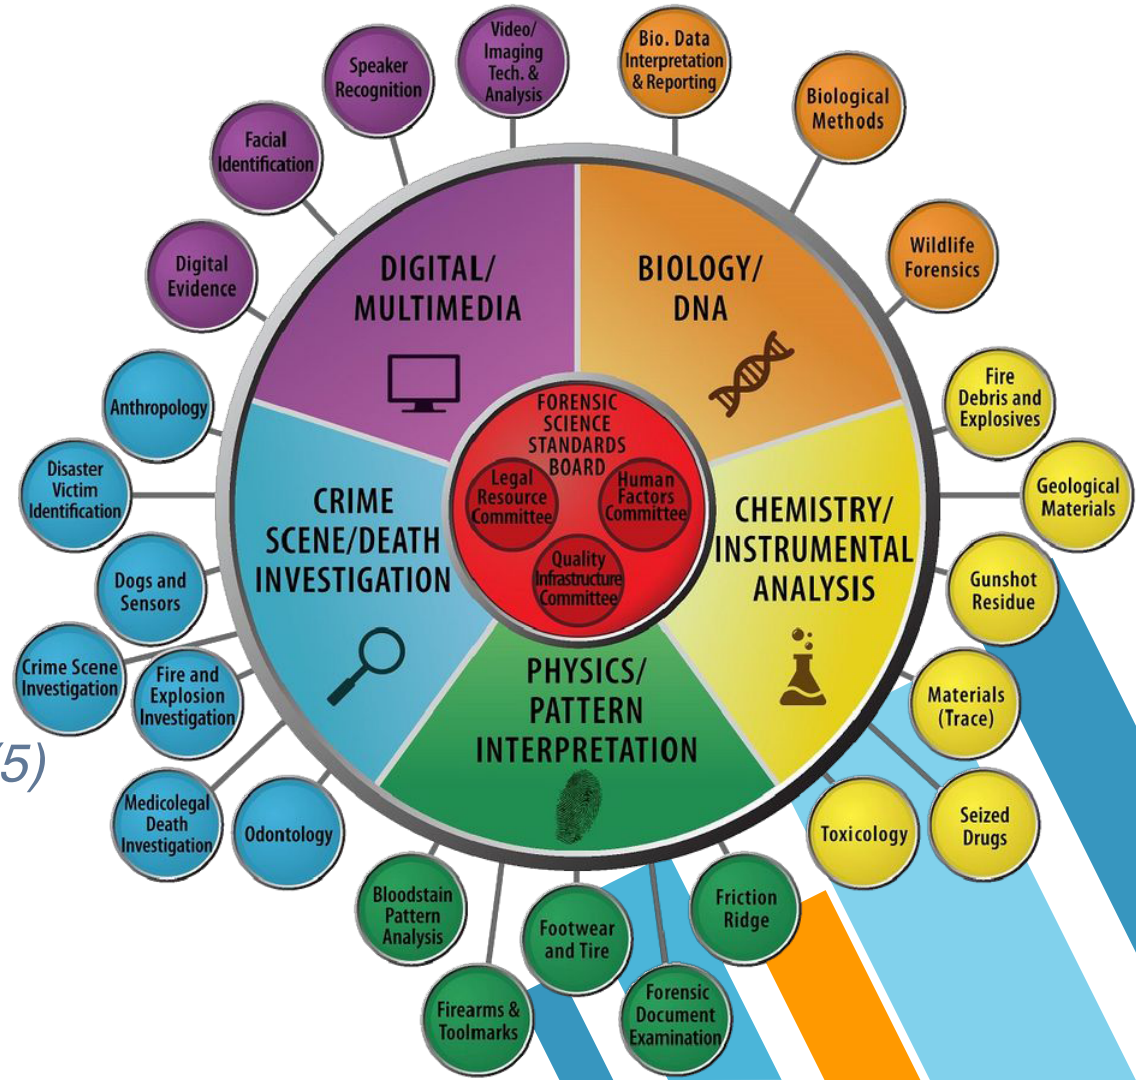 Video/
Imaging
Tech. &
Analysis
Bio. Data
Interpretation
& Reporting
Speaker
Recognition
Biological
Methods
Facial
Identification
Wildlife
Forensics
Digital
Evidence
DIGITAL/
MULTIMEDIA
BIOLOGY/
DNA
Anthropology
Fire
Debris and
Explosives
FORENSIC
SCIENCE
STANDARDS
BOARD
Legal
Resource
Committee
Human
Factors
Committee
Quality
Infrastructure
Committee
Disaster
Victim
Identification
Geological
Materials
CRIME
SCENE/DEATH
INVESTIGATION
CHEMISTRY/
INSTRUMENTAL
ANALYSIS
Dogs and
Sensors
Gunshot
Residue
Crime Scene
Investigation
Fire and
Explosion
Investigation
PHYSICS/
PATTERN
INTERPRETATION
Materials
(Trace)
5)
Medicolegal
Death
Investigation
Odontology
Toxicology
Seized
Drugs
Bloodstain
Pattern
Analysis
Footwear
and Tire
Friction
Ridge
Firearms &
Toolmarks
Forensic
Document
Examination